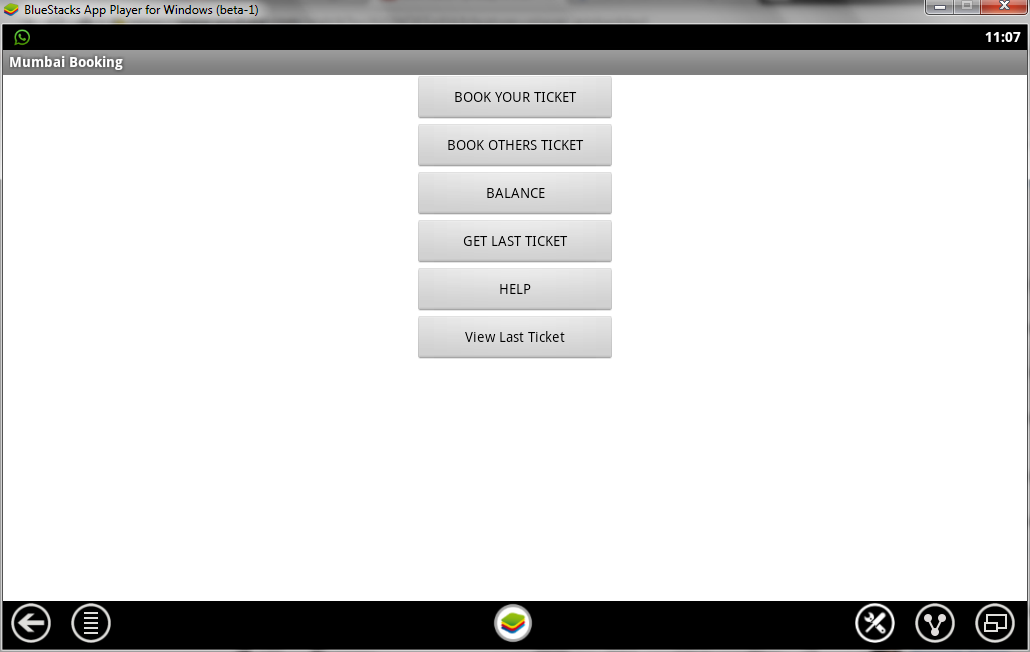 BlueStacks App Player for Windows (beta-1)
11:07
Mumbai Booking
BOOK YOUR TICKET
BOOK OTHERS TICKET
BALANCE
GET LAST TICKET
HELP
View Last Ticket